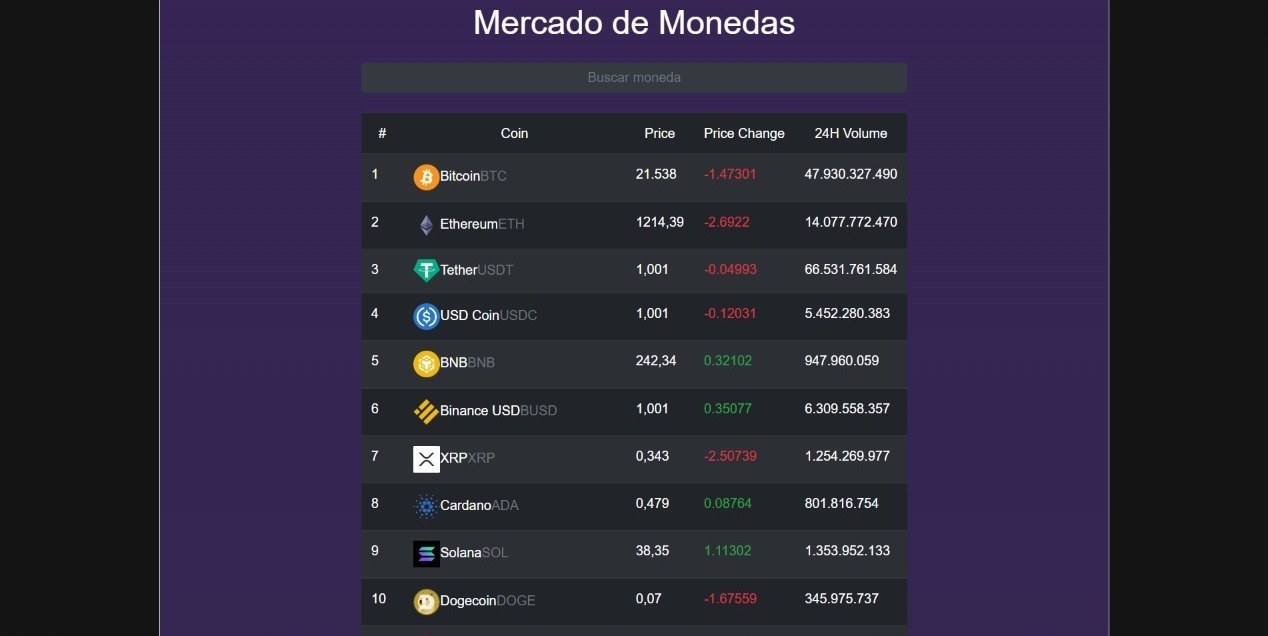 Mercado de Monedas
Buscar moneda
# Coin Price Price Change 24H Volume
1 BitcoinBTC 21.538 -1.47301 47.930.327.490
2 EthereumETH 1214,39 -2.6922 14.077.772.470
3 TetherUSDT 1,001 -0.04993 66.531.761.584
4 USD CoinUSDC 1,001 -0.12031 5.452.280.383
5 BNBBNB 242,34 0.32102 947.960.059
6 Binance USDBUSD 1,001 0.35077 6.309.558.357
7 XRPXRP 0,343 -2.50739 1.254.269.977
8 CardanoADA 0,479 0.08764 801.816.754
9 SolanaSOL 38,35 1.11302 1.353.952.133
10 DogecoinDOGE 0,07 -1.67559 345.975.737